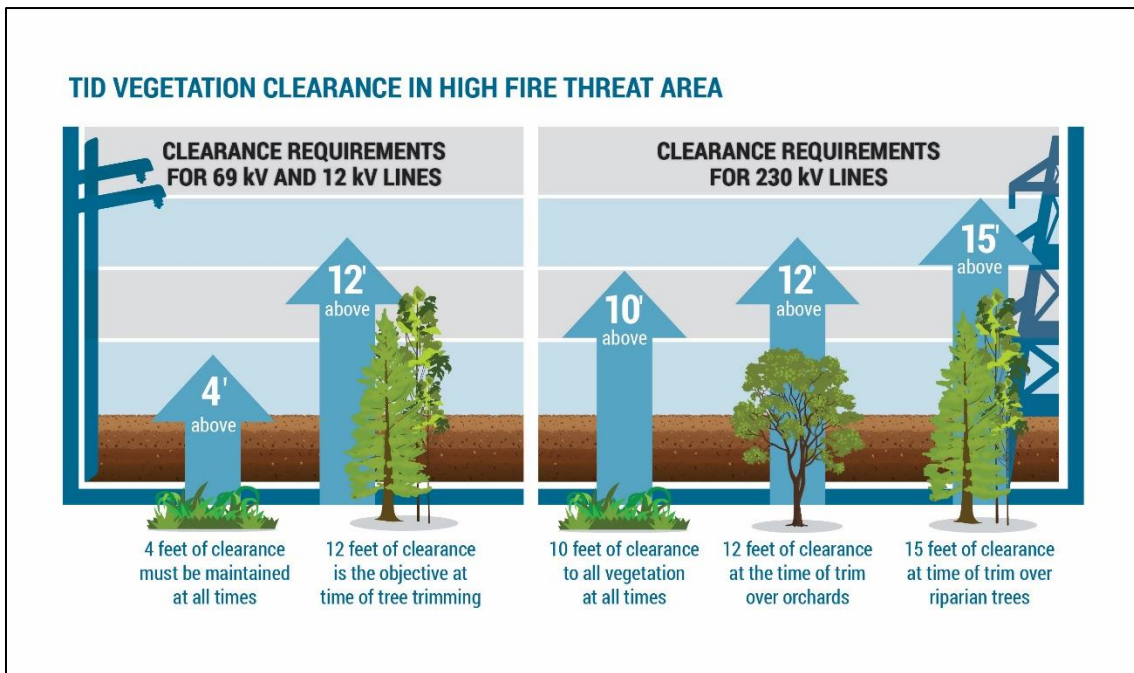 TID VEGETATION CLEARANCE IN HIGH FIRE THREAT AREA
CLEARANCE REQUIREMENTS
FOR 69 kV AND 12 kV LINES
4'
above
12'
above
4 feet of clearance
must be maintained
at all times
12 feet of clearance
is the objective at
time of tree trimming
CLEARANCE REQUIREMENTS
FOR 230 kV LINES
10'
above
12'
above
15'
above
10 feet of clearance
to all vegetation
at all times
12 feet of clearance
at the time of trim
over orchards
15 feet of clearance
at time of trim over
riparian trees